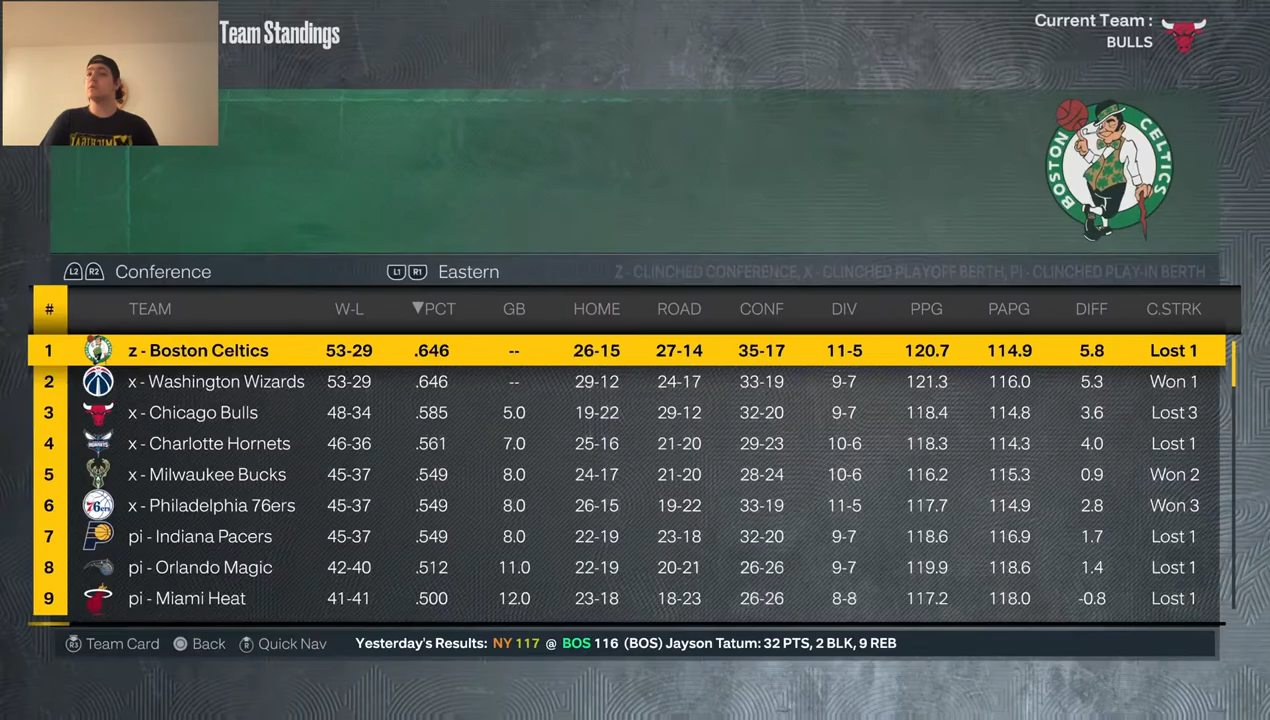 Team Standings
Current Team :
BULLS
MICHIGAN
BOSTON CELTICS
L2 R2 Conference L1 R1 Eastern Z - CLINCHED CONFERENCE, X - CLINCHED PLAYOFF BERTH, PI - CLINCHED PLAY-IN BERTH
# TEAM W-L ▼PCT GB HOME ROAD CONF DIV PPG PAPG DIFF C.STRK
1 z - Boston Celtics 53-29 .646 -- 26-15 27-14 35-17 11-5 120.7 114.9 5.8 Lost 1
2 x - Washington Wizards 53-29 .646 -- 29-12 24-17 33-19 9-7 121.3 116.0 5.3 Won 1
3 x - Chicago Bulls 48-34 .585 5.0 19-22 29-12 32-20 9-7 118.4 114.8 3.6 Lost 3
4 x - Charlotte Hornets 46-36 .561 7.0 25-16 21-20 29-23 10-6 118.3 114.3 4.0 Lost 1
5 x - Milwaukee Bucks 45-37 .549 8.0 24-17 21-20 28-24 10-6 116.2 115.3 0.9 Won 2
6 x - Philadelphia 76ers 45-37 .549 8.0 26-15 19-22 33-19 11-5 117.7 114.9 2.8 Won 3
7 pi - Indiana Pacers 45-37 .549 8.0 22-19 23-18 32-20 9-7 118.6 116.9 1.7 Lost 1
8 pi - Orlando Magic 42-40 .512 11.0 22-19 20-21 26-26 9-7 119.9 118.6 1.4 Lost 1
9 pi - Miami Heat 41-41 .500 12.0 23-18 18-23 26-26 8-8 117.2 118.0 -0.8 Lost 1
R3 Team Card Back R Quick Nav Yesterday's Results: NY 117 @ BOS 116 (BOS) Jayson Tatum: 32 PTS, 2 BLK, 9 REB